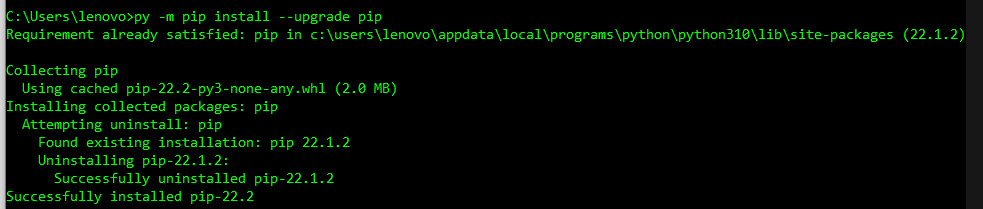 C:\Users\lenovo>py -m pip install --upgrade pip
Requirement already satisfied: pip in c:\users\lenovo\appdata\local\programs\python\python310\lib\site-packages (22.1.2)
Collecting pip
Using cached pip-22.2-py3-none-any.whl (2.0 MB)
Installing collected packages: pip
Attempting uninstall: pip
Found existing installation: pip 22.1.2
Uninstalling pip-22.1.2:
Successfully uninstalled pip-22.1.2
Successfully installed pip-22.2